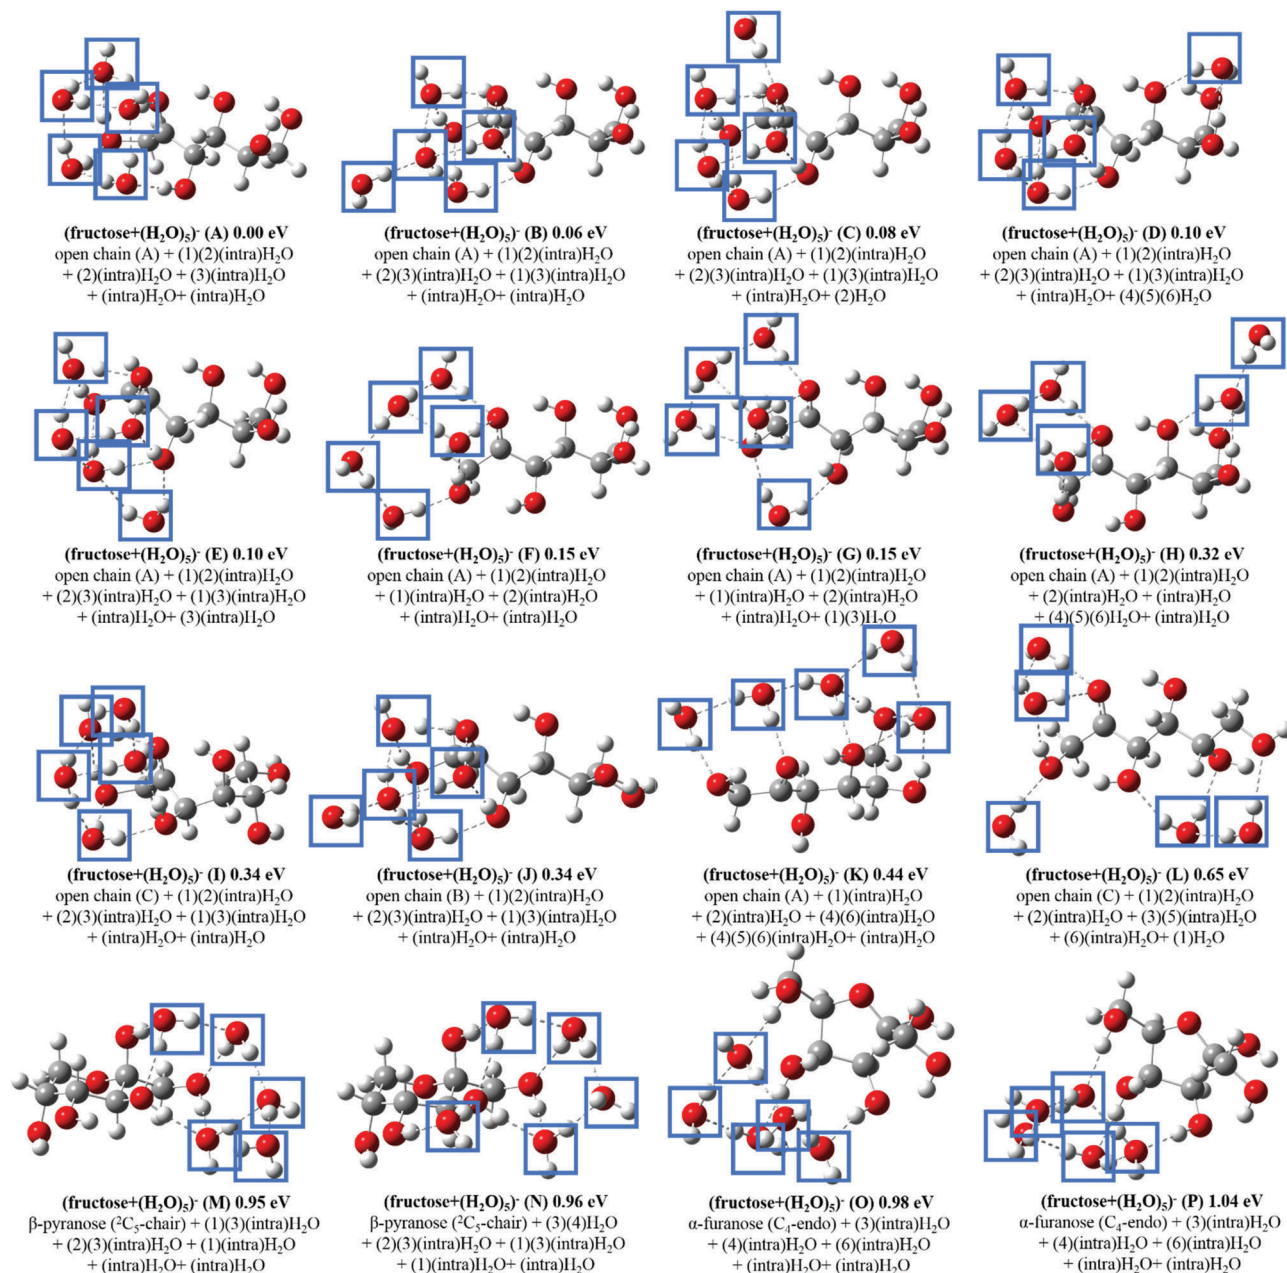 (fructose+(H₂O)₅)⁻ (A) 0.00 eV
open chain (A) + (1)(2)(intra)H₂O
+ (2)(intra)H₂O + (3)(intra)H₂O
+ (intra)H₂O+ (intra)H₂O
(fructose+(H₂O)₅)⁻ (B) 0.06 eV
open chain (A) + (1)(2)(intra)H₂O
+ (2)(3)(intra)H₂O + (1)(3)(intra)H₂O
+ (intra)H₂O+ (intra)H₂O
(fructose+(H₂O)₅)⁻ (C) 0.08 eV
open chain (A) + (1)(2)(intra)H₂O
+ (2)(3)(intra)H₂O + (1)(3)(intra)H₂O
+ (intra)H₂O+ (2)H₂O
(fructose+(H₂O)₅)⁻ (D) 0.10 eV
open chain (A) + (1)(2)(intra)H₂O
+ (2)(3)(intra)H₂O + (1)(3)(intra)H₂O
+ (intra)H₂O+ (4)(5)(6)H₂O
(fructose+(H₂O)₅)⁻ (E) 0.10 eV
open chain (A) + (1)(2)(intra)H₂O
+ (2)(3)(intra)H₂O + (1)(3)(intra)H₂O
+ (intra)H₂O+ (3)(intra)H₂O
(fructose+(H₂O)₅)⁻ (F) 0.15 eV
open chain (A) + (1)(2)(intra)H₂O
+ (1)(intra)H₂O + (2)(intra)H₂O
+ (intra)H₂O+ (intra)H₂O
(fructose+(H₂O)₅)⁻ (G) 0.15 eV
open chain (A) + (1)(2)(intra)H₂O
+ (1)(intra)H₂O + (2)(intra)H₂O
+ (intra)H₂O+ (1)(3)H₂O
(fructose+(H₂O)₅)⁻ (H) 0.32 eV
open chain (A) + (1)(2)(intra)H₂O
+ (2)(intra)H₂O + (intra)H₂O
+ (4)(5)(6)H₂O+ (intra)H₂O
(fructose+(H₂O)₅)⁻ (I) 0.34 eV
open chain (C) + (1)(2)(intra)H₂O
+ (2)(3)(intra)H₂O + (1)(3)(intra)H₂O
+ (intra)H₂O+ (intra)H₂O
(fructose+(H₂O)₅)⁻ (J) 0.34 eV
open chain (B) + (1)(2)(intra)H₂O
+ (2)(3)(intra)H₂O + (1)(3)(intra)H₂O
+ (intra)H₂O+ (intra)H₂O
(fructose+(H₂O)₅)⁻ (K) 0.44 eV
open chain (A) + (1)(intra)H₂O
+ (2)(intra)H₂O + (4)(6)(intra)H₂O
+ (4)(5)(6)(intra)H₂O+ (intra)H₂O
(fructose+(H₂O)₅)⁻ (L) 0.65 eV
open chain (C) + (1)(2)(intra)H₂O
+ (2)(intra)H₂O + (3)(5)(intra)H₂O
+ (6)(intra)H₂O+ (1)H₂O
(fructose+(H₂O)₅)⁻ (M) 0.95 eV
β-pyranose (²C₅-chair) + (1)(3)(intra)H₂O
+ (2)(3)(intra)H₂O + (1)(intra)H₂O
+ (intra)H₂O+ (intra)H₂O
(fructose+(H₂O)₅)⁻ (N) 0.96 eV
β-pyranose (²C₅-chair) + (3)(4)H₂O
+ (2)(3)(intra)H₂O + (1)(3)(intra)H₂O
+ (1)(intra)H₂O + (intra)H₂O
(fructose+(H₂O)₅)⁻ (O) 0.98 eV
α-furanose (C₄-endo) + (3)(intra)H₂O
+ (4)(intra)H₂O + (6)(intra)H₂O
+ (intra)H₂O+ (intra)H₂O
(fructose+(H₂O)₅)⁻ (P) 1.04 eV
α-furanose (C₄-endo) + (3)(intra)H₂O
+ (4)(intra)H₂O + (6)(intra)H₂O
+ (intra)H₂O+ (intra)H₂O